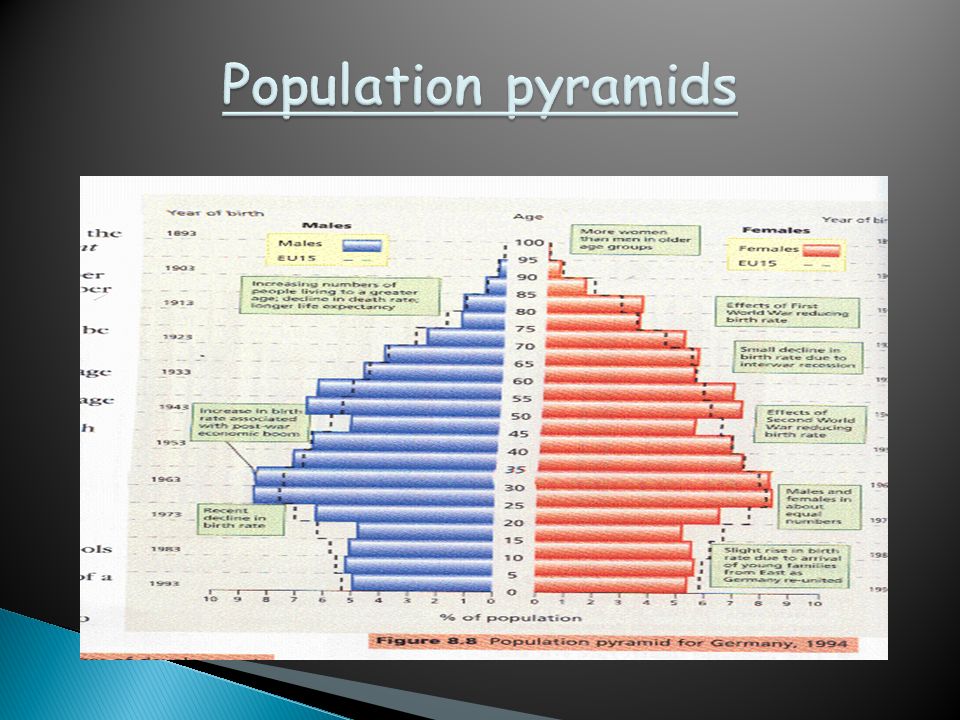 Population pyramids
Year of birth
Age
Year of bir
Males
Females
the
nt
er
be
age
age
h
ols
of a
o
Males
EU15
More women
than men in older
age groups
Females
EU15
Increasing numbers of
people living to a greater
age; decline in death rate;
longer life expectancy
Effects of First
World War reducing
birth rate
Small decline in
birth rate due to
interwar recession
Increase in birth
rate associated
with post-war
economic boom
Effects of
Second World
War reducing
birth rate
Recent
decline in
birth rate
Males and
females in
about
equal
numbers
Slight rise in birth
rate due to arrival
of young families
from East as
Germany re-united
1893
1903
1913
1923
1933
1943
1953
1963
1973
1983
1993
100
95
90
85
80
75
70
65
60
55
50
45
40
35
30
25
20
15
10
5
0
10 9 8 7 6 5 4 3 2 1 0
0 1 2 3 4 5 6 7 8 9 10
% of population
Figure 8.8 Population pyramid for Germany, 1994